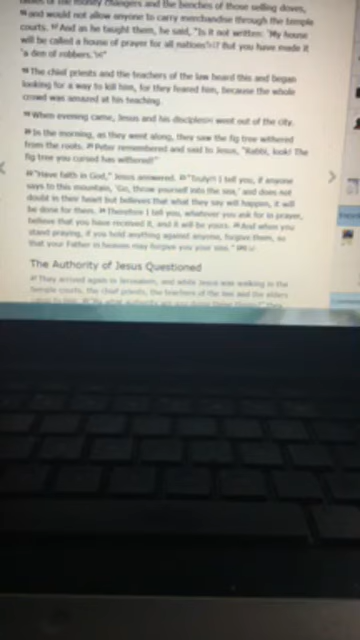 tables of the money changers and the benches of those selling doves,
16 and would not allow anyone to carry merchandise through the temple
courts. 17 And as he taught them, he said, "Is it not written: 'My house
will be called a house of prayer for all nations'? But you have made it
'a den of robbers.'"
18 The chief priests and the teachers of the law heard this and began
looking for a way to kill him, for they feared him, because the whole
crowd was amazed at his teaching.
19 When evening came, Jesus and his disciples went out of the city.
20 In the morning, as they went along, they saw the fig tree withered
from the roots. 21 Peter remembered and said to Jesus, "Rabbi, look! The
fig tree you cursed has withered!"
22 "Have faith in God," Jesus answered. 23 "Truly I tell you, if anyone
says to this mountain, 'Go, throw yourself into the sea,' and does not
doubt in their heart but believes that what they say will happen, it will
be done for them. 24 Therefore I tell you, whatever you ask for in prayer,
believe that you have received it, and it will be yours. 25 And when you
stand praying, if you hold anything against anyone, forgive them, so
that your Father in heaven may forgive you your sins."
The Authority of Jesus Questioned
27 They arrived again in Jerusalem, and while Jesus was walking in the
temple courts, the chief priests, the teachers of the law and the elders